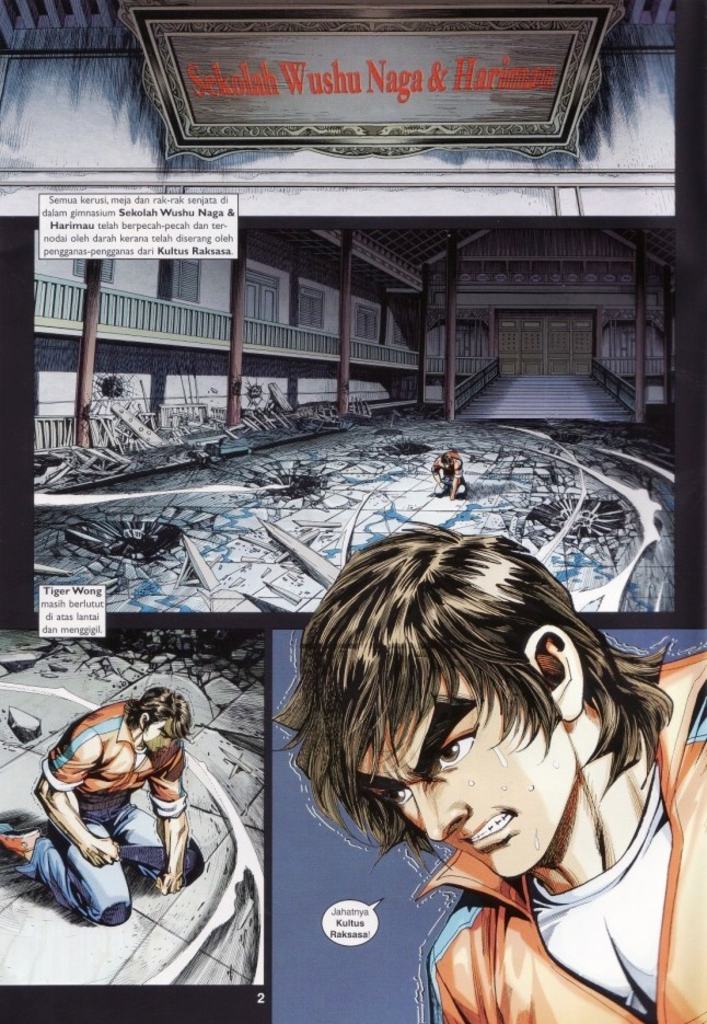 Sekolah Wushu Naga & Harimau
Semua kerusi, meja dan rak-rak senjata di
dalam gimnasium Sekolah Wushu Naga &
Harimau telah berpecah-pecah dan ter-
nodai oleh darah kerana telah diserang oleh
pengganas-pengganas dari Kultus Raksasa.
Tiger Wong
masih berlutut
di atas lantai
dan menggigil.
Jahatnya
Kultus
Raksasa!
2